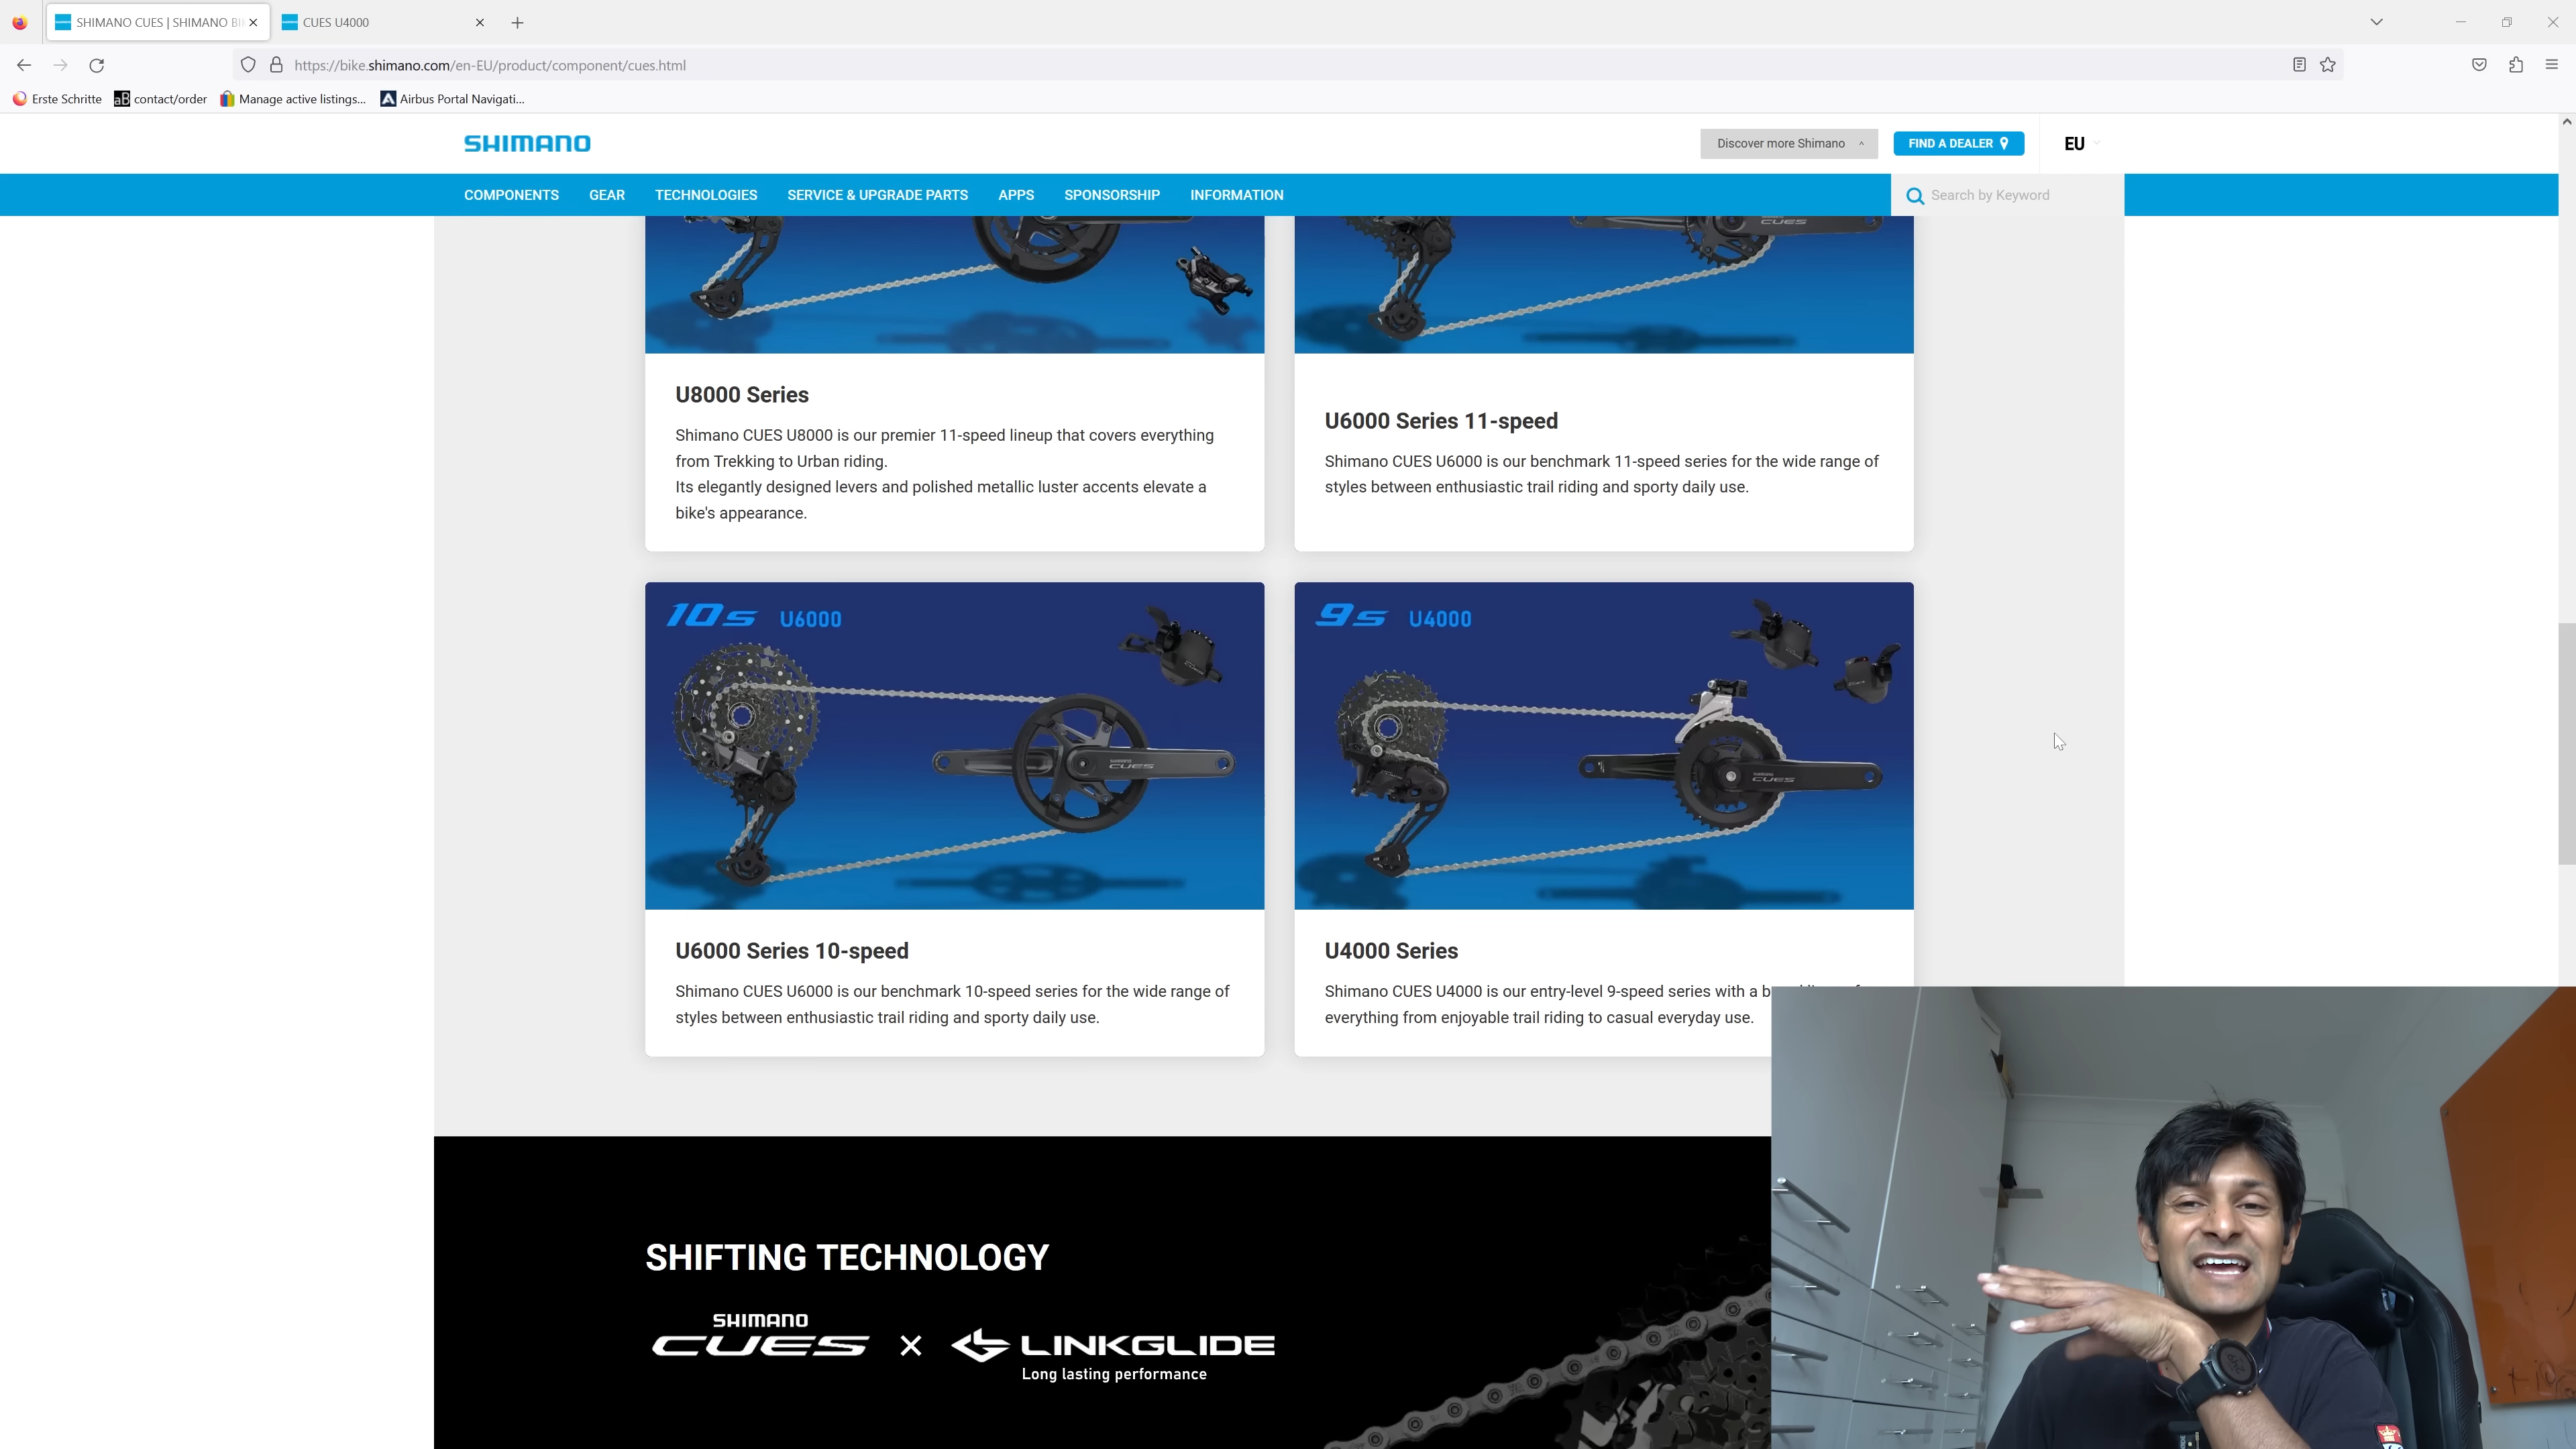 SHIMANO CUES | SHIMANO BI
CUES U4000
https://bike.shimano.com/en-EU/product/component/cues.html
Erste Schritte
aB contact/order
Manage active listings...
Airbus Portal Navigati...
SHIMANO
Discover more Shimano
FIND A DEALER
EU
COMPONENTS GEAR TECHNOLOGIES SERVICE & UPGRADE PARTS APPS SPONSORSHIP INFORMATION
Search by Keyword
CUES
U8000 Series
Shimano CUES U8000 is our premier 11-speed lineup that covers everything
from Trekking to Urban riding.
Its elegantly designed levers and polished metallic luster accents elevate a
bike's appearance.
U6000 Series 11-speed
Shimano CUES U6000 is our benchmark 11-speed series for the wide range of
styles between enthusiastic trail riding and sporty daily use.
10s U6000
SHIMANO
CUES
9s U4000
SHIMANO
CUES
U6000 Series 10-speed
Shimano CUES U6000 is our benchmark 10-speed series for the wide range of
styles between enthusiastic trail riding and sporty daily use.
U4000 Series
Shimano CUES U4000 is our entry-level 9-speed series with a
everything from enjoyable trail riding to casual everyday use.
SHIFTING TECHNOLOGY
SHIMANO
CUES × LINKGLIDE
Long lasting performance